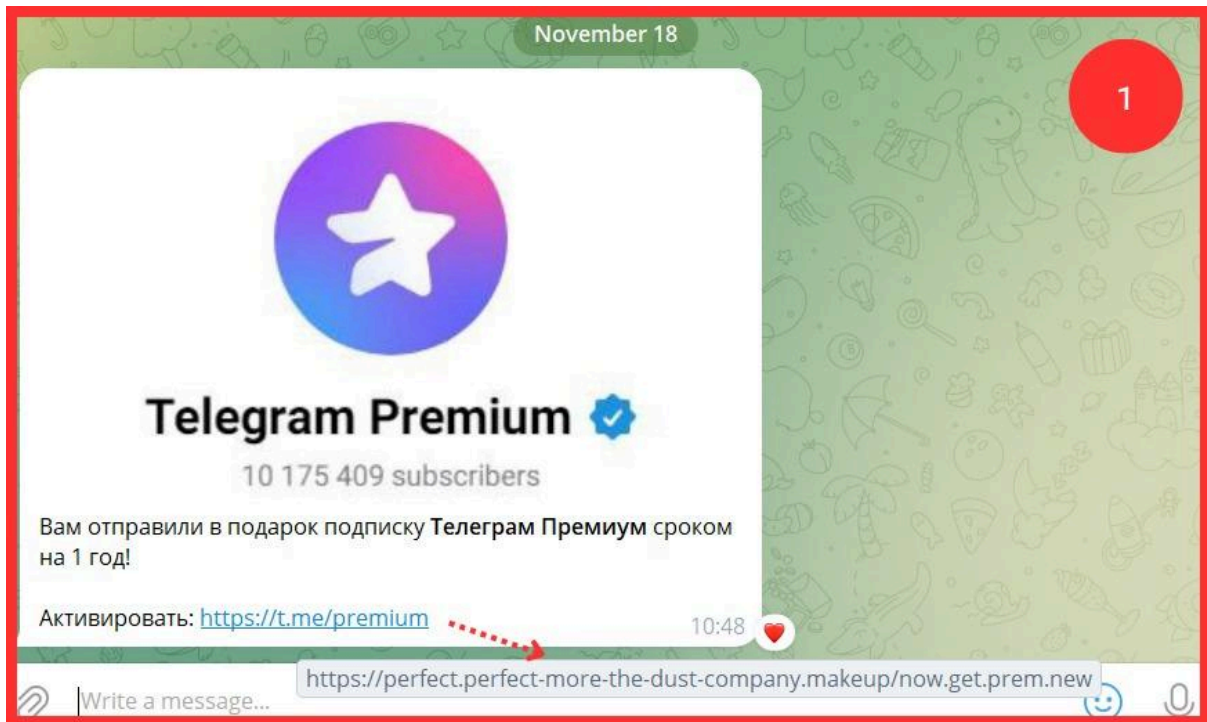 November 18
1
Telegram Premium
10 175 409 subscribers
Вам отправили в подарок подписку Телеграм Премиум сроком
на 1 год!
Активировать: https://t.me/premium
10:48
https://perfect.perfect-more-the-dust-company.makeup/now.get.prem.new
Write a message...